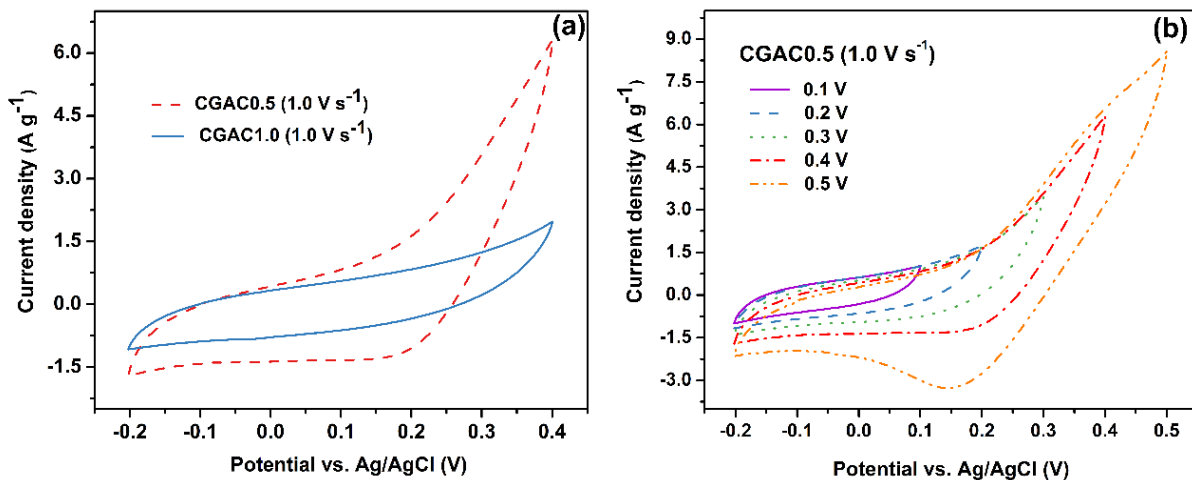 (a)
CGAC0.5 (1.0 V s⁻¹)
CGAC1.0 (1.0 V s⁻¹)
6.0
4.5
3.0
1.5
0.0
-1.5
Current density (A g⁻¹)
-0.2
-0.1
0.0
0.1
0.2
0.3
0.4
Potential vs. Ag/AgCl (V)
(b)
CGAC0.5 (1.0 V s⁻¹)
0.1 V
0.2 V
0.3 V
0.4 V
0.5 V
9.0
7.5
6.0
4.5
3.0
1.5
0.0
-1.5
-3.0
Current density (A g⁻¹)
-0.2
-0.1
0.0
0.1
0.2
0.3
0.4
0.5
Potential vs. Ag/AgCl (V)